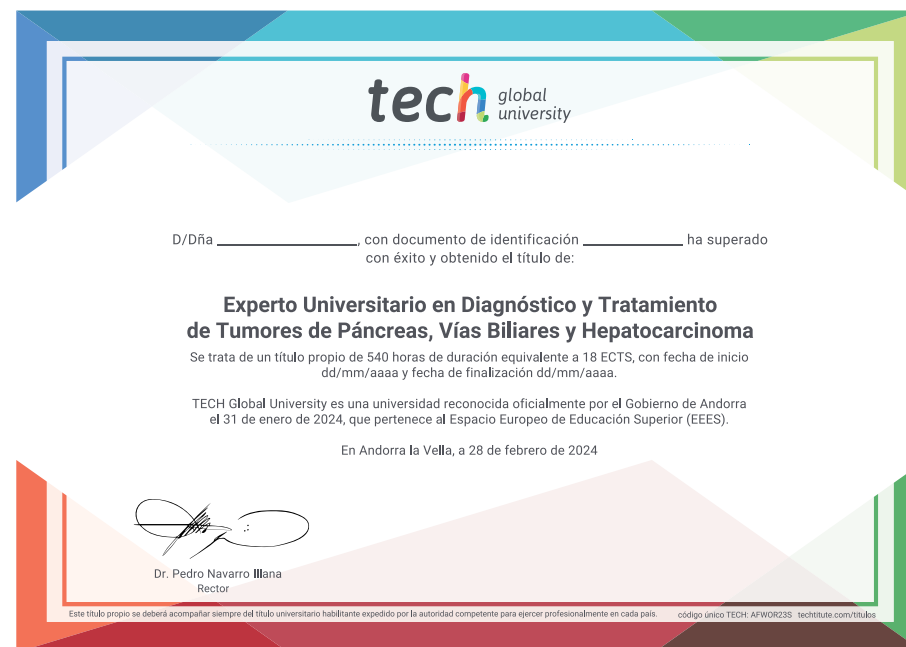 tech global university
D/Dña ____________________, con documento de identificación ______________ ha superado
con éxito y obtenido el título de:
Experto Universitario en Diagnóstico y Tratamiento
de Tumores de Páncreas, Vías Biliares y Hepatocarcinoma
Se trata de un título propio de 540 horas de duración equivalente a 18 ECTS, con fecha de inicio
dd/mm/aaaa y fecha de finalización dd/mm/aaaa.
TECH Global University es una universidad reconocida oficialmente por el Gobierno de Andorra
el 31 de enero de 2024, que pertenece al Espacio Europeo de Educación Superior (EEES).
En Andorra la Vella, a 28 de febrero de 2024
Dr. Pedro Navarro Illana
Rector
Este título propio se deberá acompañar siempre del título universitario habilitante expedido por la autoridad competente para ejercer profesionalmente en cada país. código único TECH: AFWOR23S techtitute.com/titulos